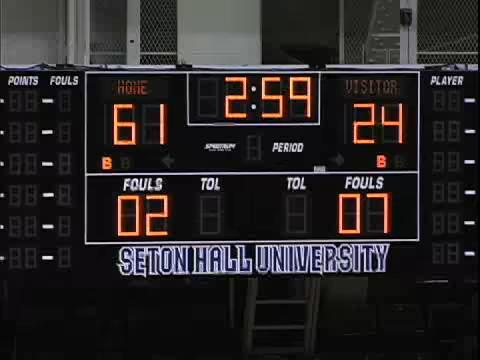 POINTS FOULS HOME 2:59 VISITOR PLAYER
61 24
SPECTRUM PERIOD
B B
FOULS TOL TOL FOULS
02 07
SETON HALL UNIVERSITY